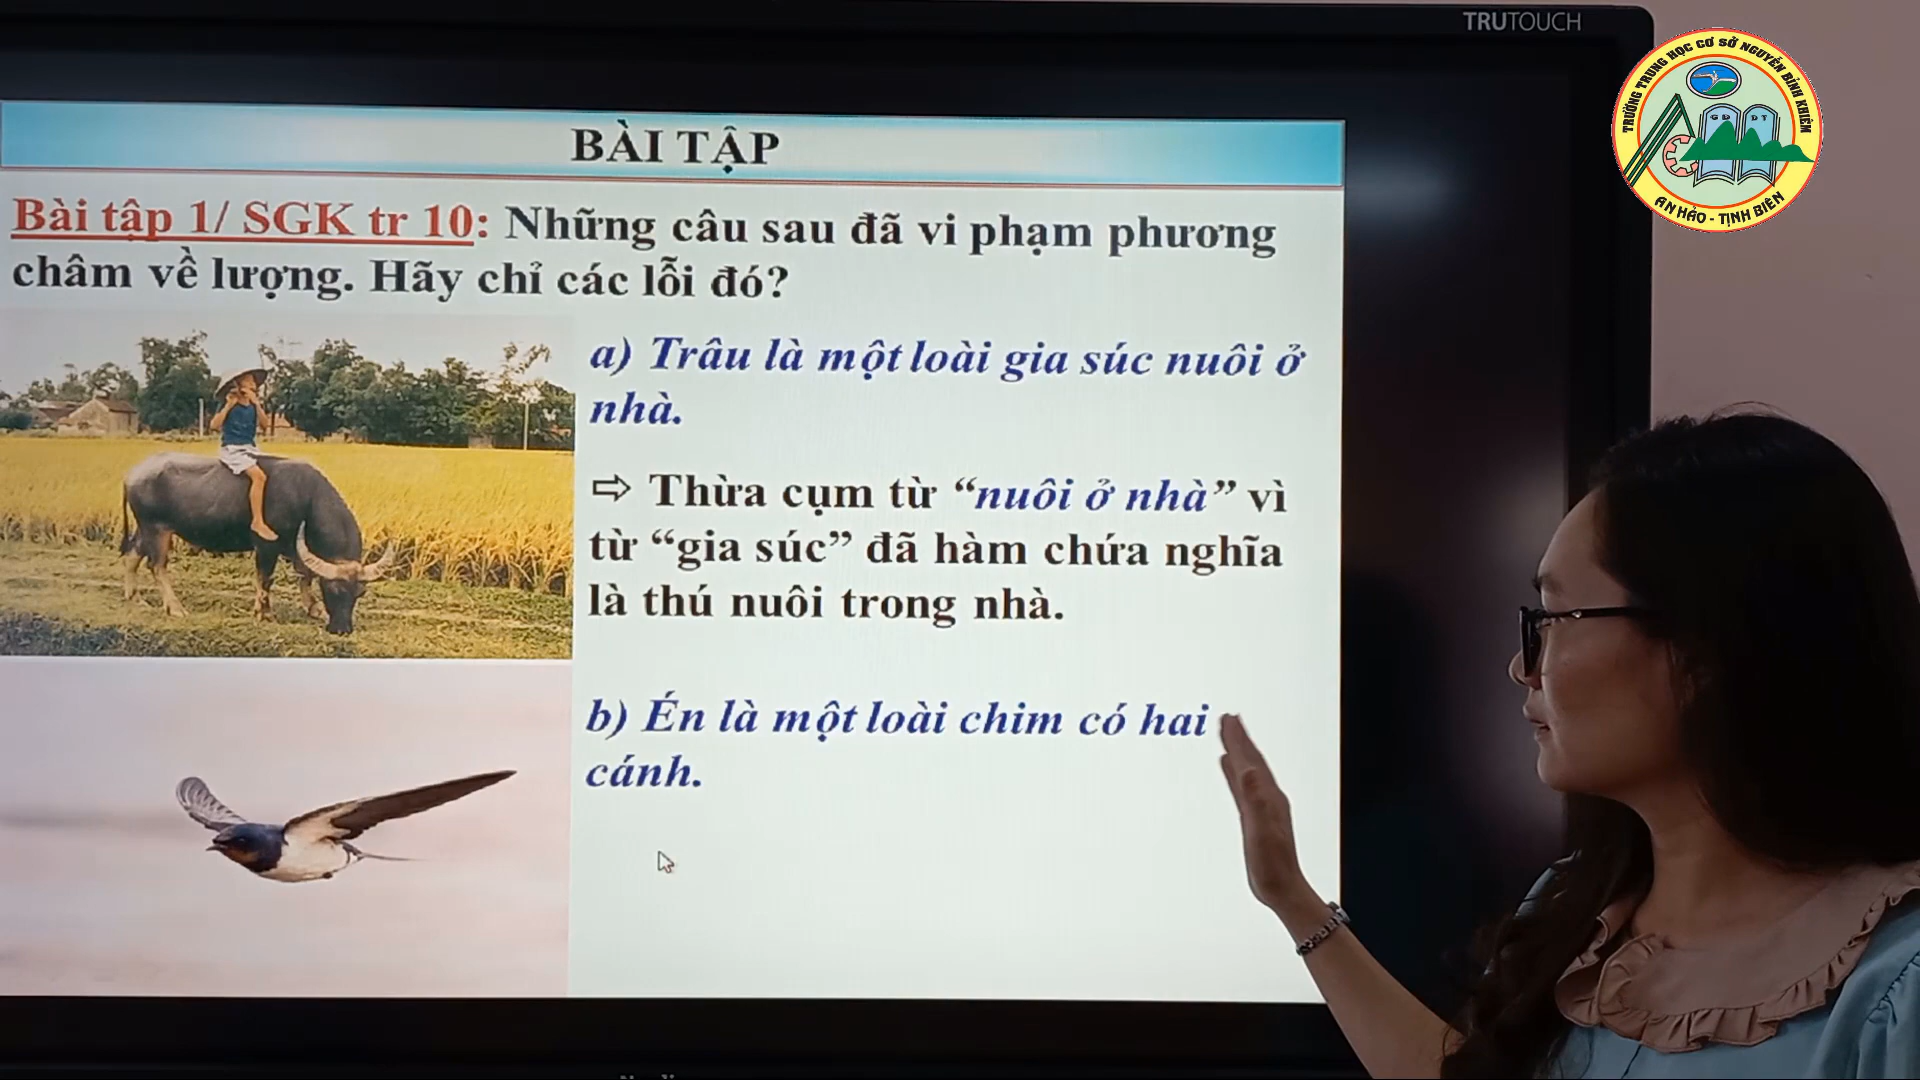 TRUTOUCH
TRƯỜNG TRUNG HỌC CƠ SỞ NGUYỄN BỈNH KHIÊM
GD ĐT
AN HẢO - TỊNH BIÊN
BÀI TẬP
Bài tập 1/ SGK tr 10: Những câu sau đã vi phạm phương
châm về lượng. Hãy chỉ các lỗi đó?
a) Trâu là một loài gia súc nuôi ở
nhà.
⇨ Thừa cụm từ “nuôi ở nhà” vì
từ “gia súc” đã hàm chứa nghĩa
là thú nuôi trong nhà.
b) Én là một loài chim có hai
cánh.